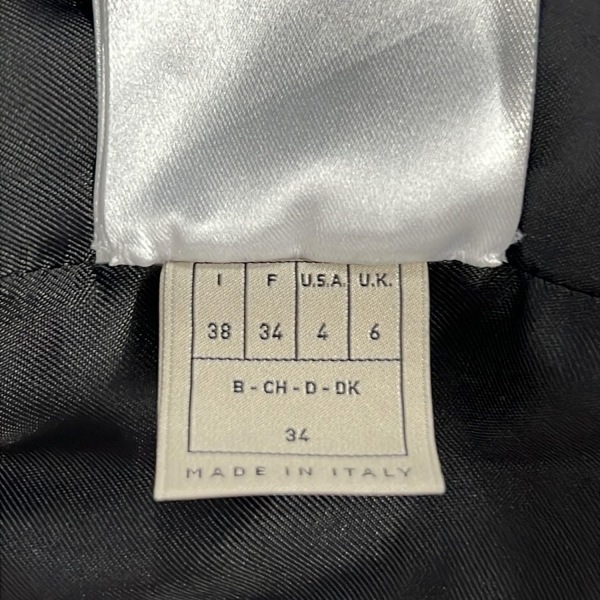 I F U.S.A. U.K.
38 34 4 6
B - CH - D - DK
34
MADE IN ITALY